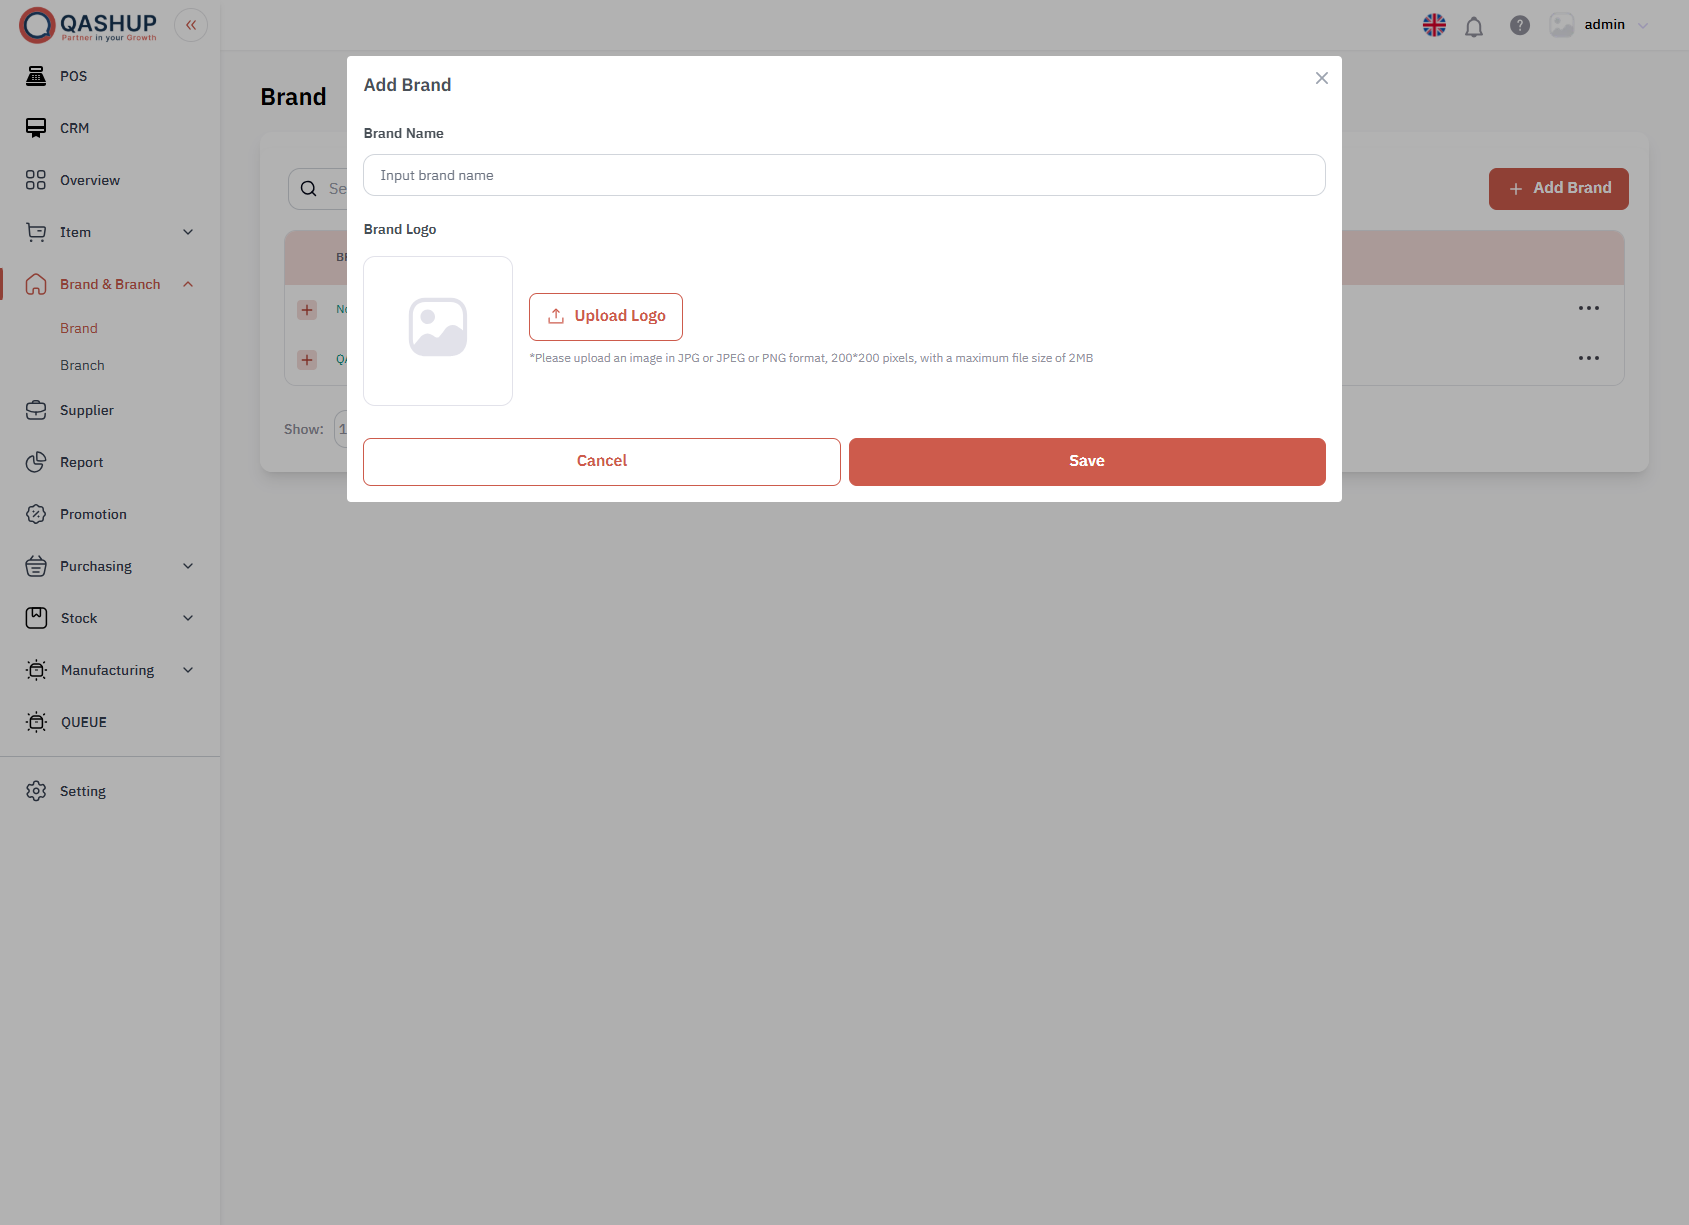 QASHUP
Partner in your Growth
admin
POS
CRM
Overview
Item
Brand & Branch
Brand
Branch
Supplier
Report
Promotion
Purchasing
Stock
Manufacturing
QUEUE
Setting
Brand
Add Brand
Show:
Add Brand
Brand Name
Input brand name
Brand Logo
Upload Logo
*Please upload an image in JPG or JPEG or PNG format, 200*200 pixels, with a maximum file size of 2MB
Cancel
Save